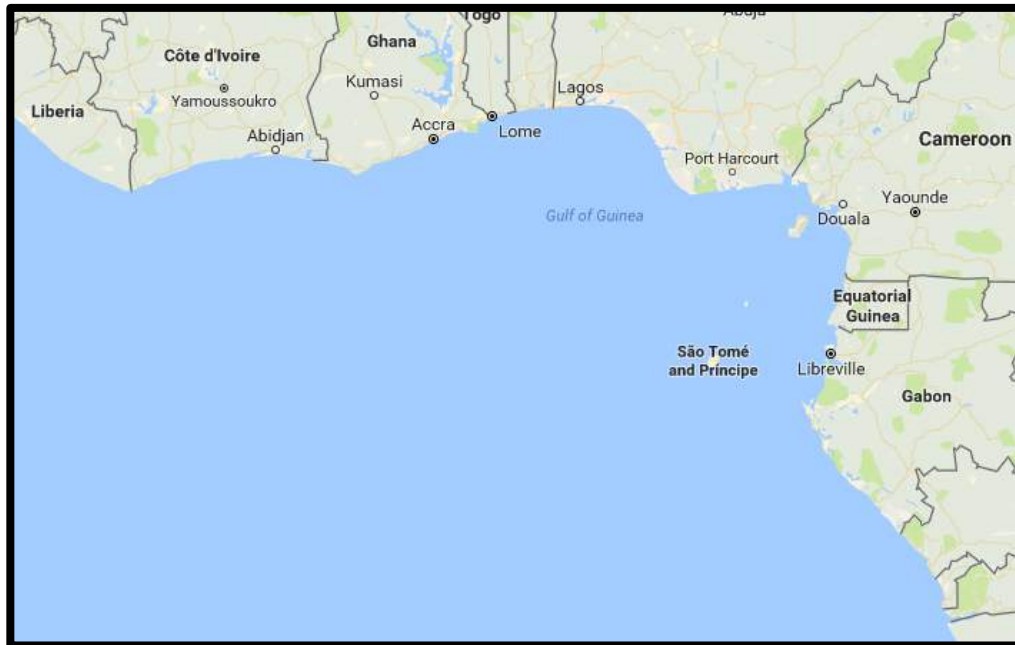 Togo
Abuja
Ghana
Côte d'Ivoire
Kumasi
Lagos
Yamoussoukro
Liberia
Accra
Lome
Abidjan
Cameroon
Port Harcourt
Yaounde
Gulf of Guinea
Douala
Equatorial
Guinea
São Tomé
and Príncipe
Libreville
Gabon